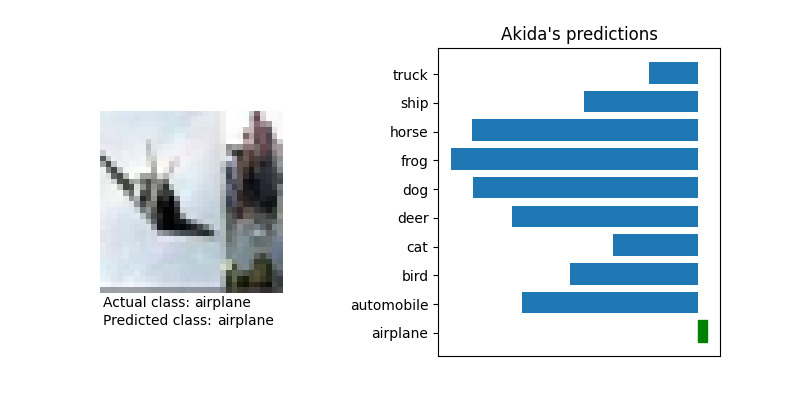 Akida's predictions
truck
ship
horse
frog
dog
deer
cat
bird
automobile
airplane
Actual class: airplane
Predicted class: airplane